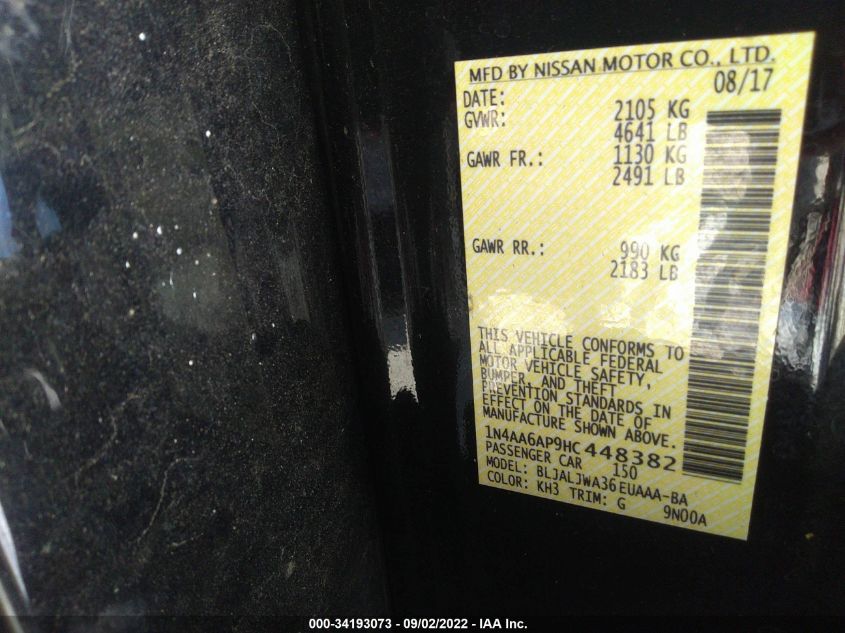 MFD BY NISSAN MOTOR CO., LTD.
DATE: 08/17
GVWR: 2105 KG
4641 LB
GAWR FR.: 1130 KG
2491 LB
GAWR RR.: 990 KG
2183 LB
THIS VEHICLE CONFORMS TO
ALL APPLICABLE FEDERAL
MOTOR VEHICLE SAFETY,
BUMPER, AND THEFT
PREVENTION STANDARDS IN
EFFECT ON THE DATE OF
MANUFACTURE SHOWN ABOVE.
1N4AA6AP9HC448382
PASSENGER CAR 150
MODEL: BLJALJWA36EUAAA-BA
COLOR: KH3 TRIM: G 9N00A
000-34193073 - 09/02/2022 - IAA Inc.